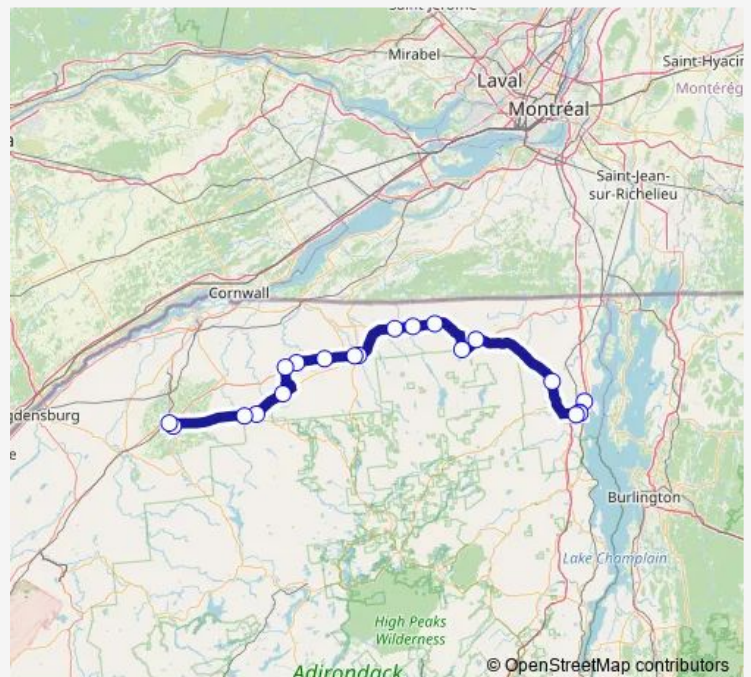 Mirabel
Saint-Hyacin
Laval
Montérég
Montréal
Saint-Jean-
sur-Richelieu
Cornwall
gdensburg
e
Burlington
Lake Champlain
High Peaks
Wilderness
Adirondack
© OpenStreetMap contributors